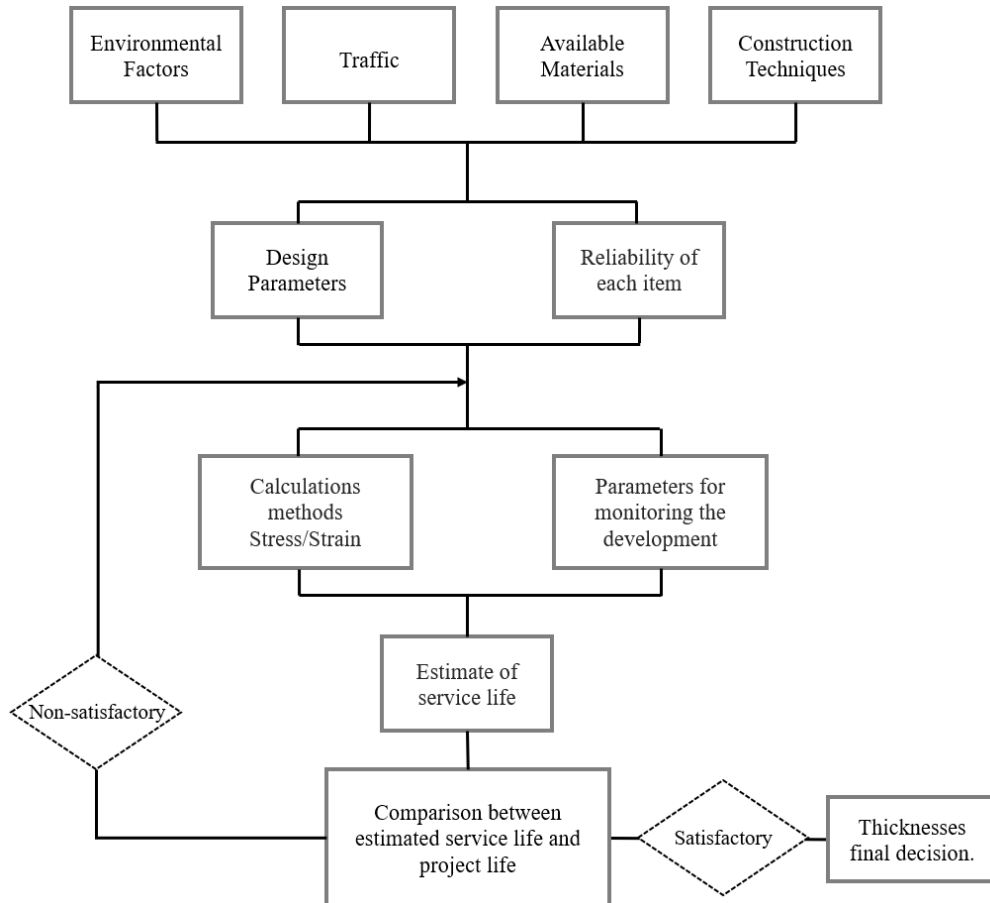 Environmental
Factors
Traffic
Available
Materials
Construction
Techniques
Design
Parameters
Reliability of
each item
Calculations
methods
Stress/Strain
Parameters for
monitoring the
development
Estimate of
service life
Non-satisfactory
Comparison between
estimated service life and
project life
Satisfactory
Thicknesses
final decision.